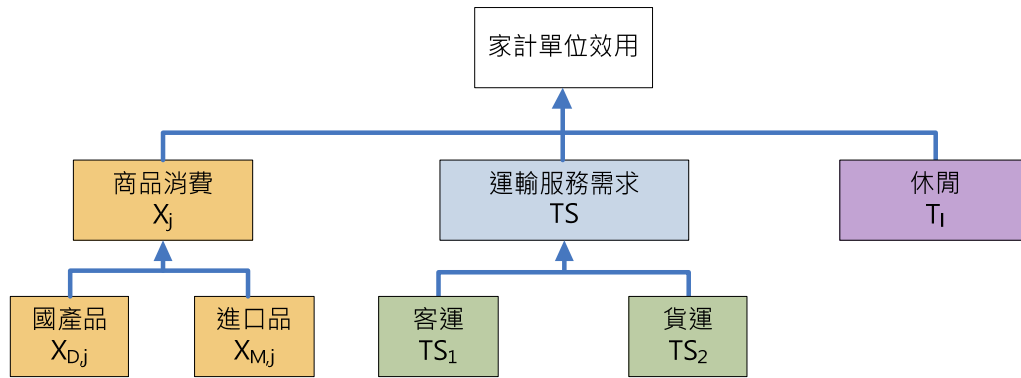 家計單位效用
商品消費
Xj
運輸服務需求
TS
休閒
Tl
國產品
XD,j
進口品
XM,j
客運
TS1
貨運
TS2